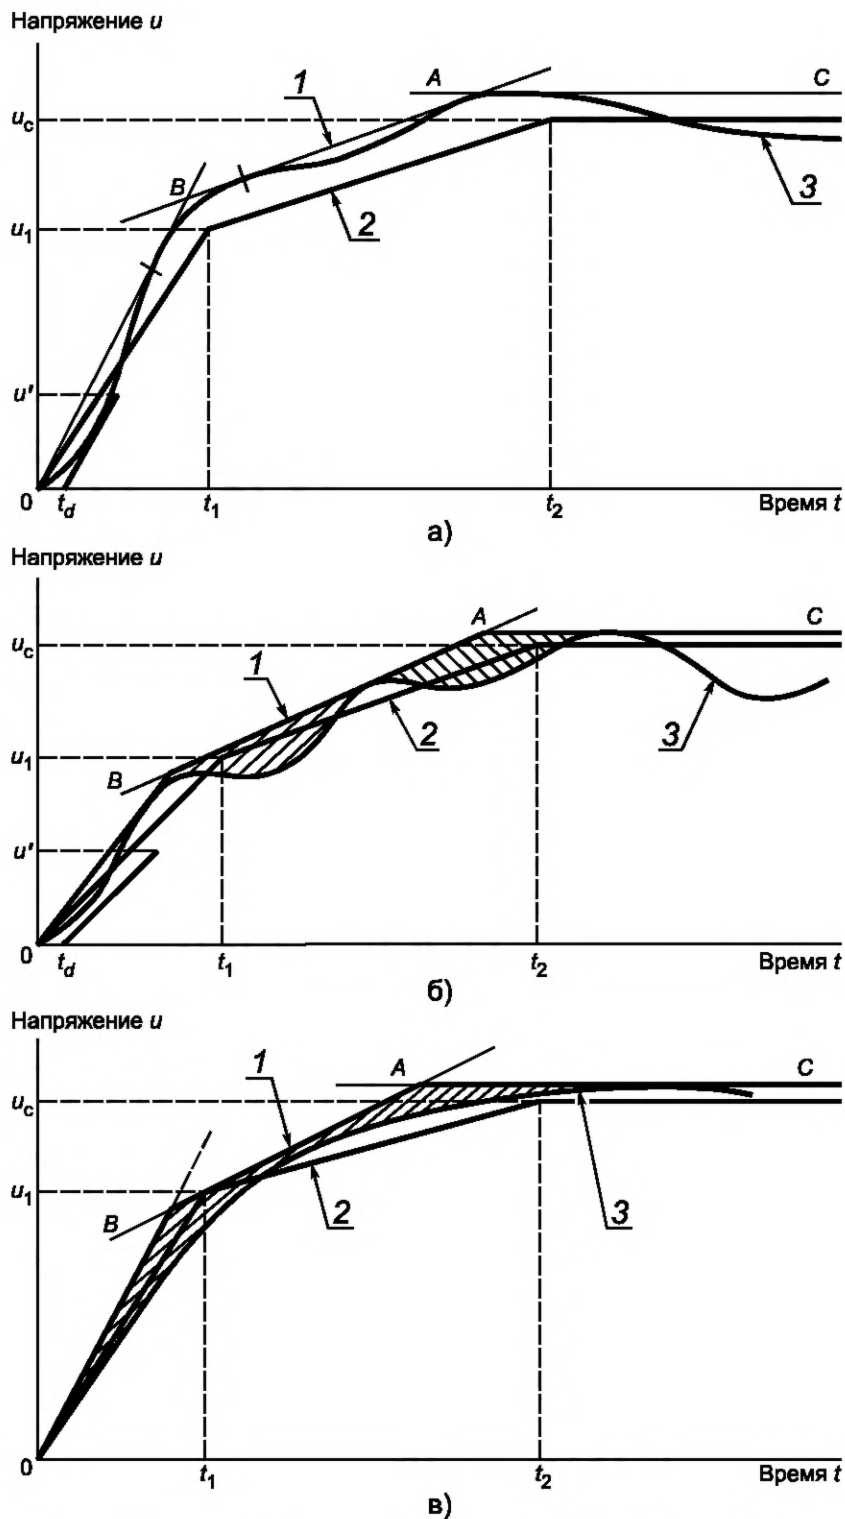 Напряжение u
1
A
C
u_c
B
3
u_1
2
u'
0
t_d
t_1
t_2
Время t
а)
Напряжение u
A
C
u_c
1
2
3
u_1
B
u'
0
t_d
t_1
t_2
Время t
б)
Напряжение u
1
A
C
u_c
u_1
B
2
3
0
t_1
t_2
Время t
в)